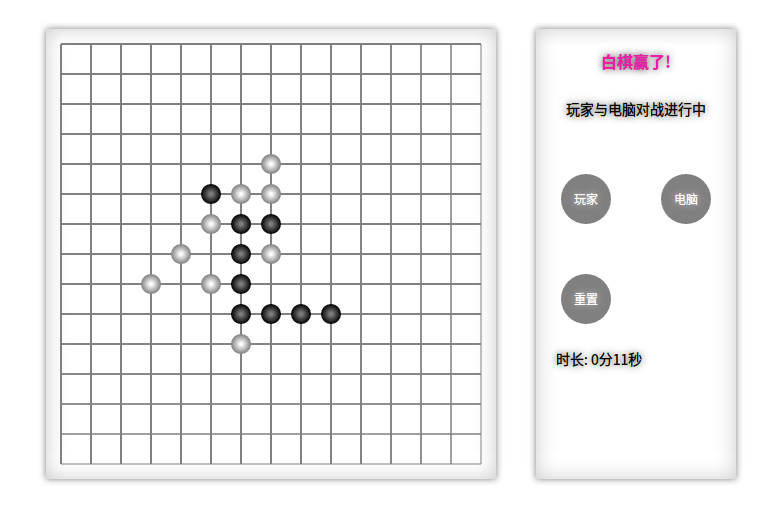 白棋赢了!
玩家与电脑对战进行中
玩家
电脑
重置
时长: 0分11秒